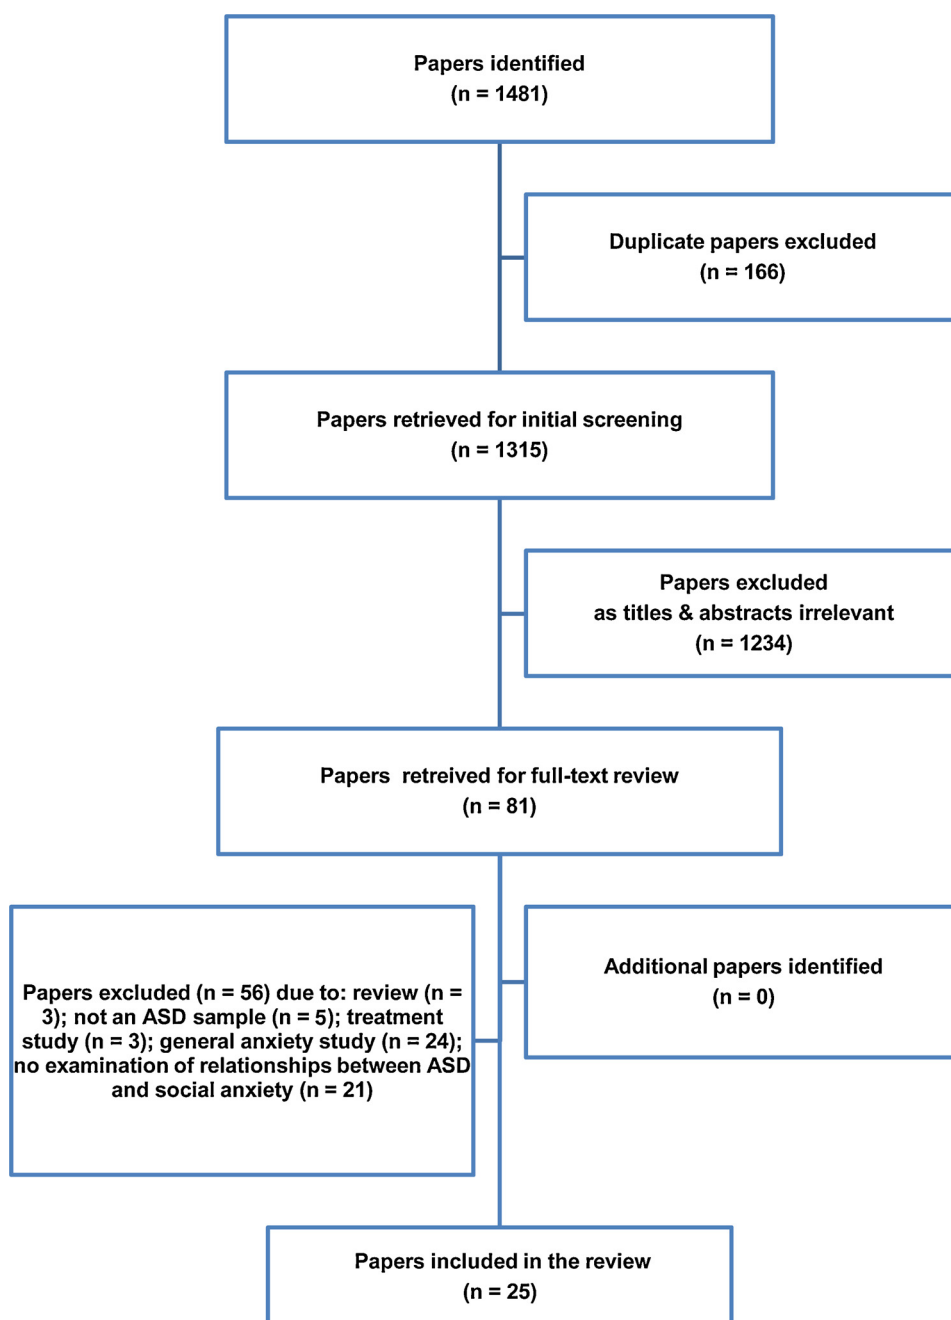 Papers identified
(n = 1481)
Duplicate papers excluded
(n = 166)
Papers retrieved for initial screening
(n = 1315)
Papers excluded
as titles & abstracts irrelevant
(n = 1234)
Papers  retreived for full-text review
(n = 81)
Papers excluded (n = 56) due to: review (n =
3); not an ASD sample (n = 5); treatment
study (n = 3); general anxiety study (n = 24);
no examination of relationships between ASD
and social anxiety (n = 21)
Additional papers identified
(n = 0)
Papers included in the review
(n = 25)